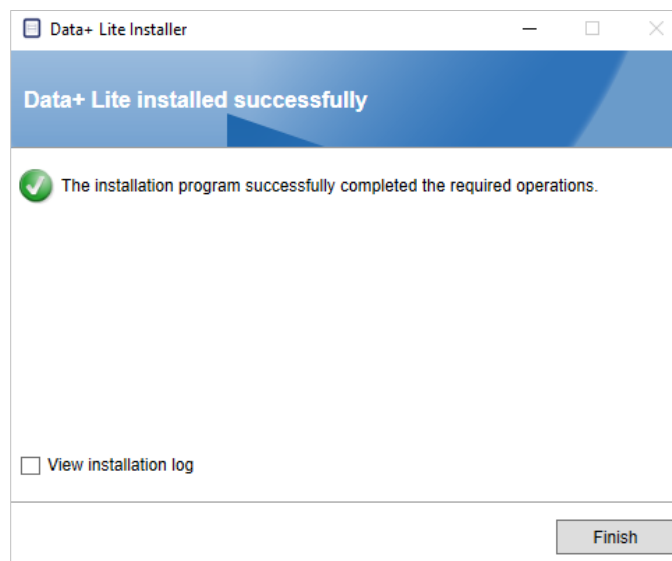 Data+ Lite Installer
Data+ Lite installed successfully
The installation program successfully completed the required operations.
View installation log
Finish